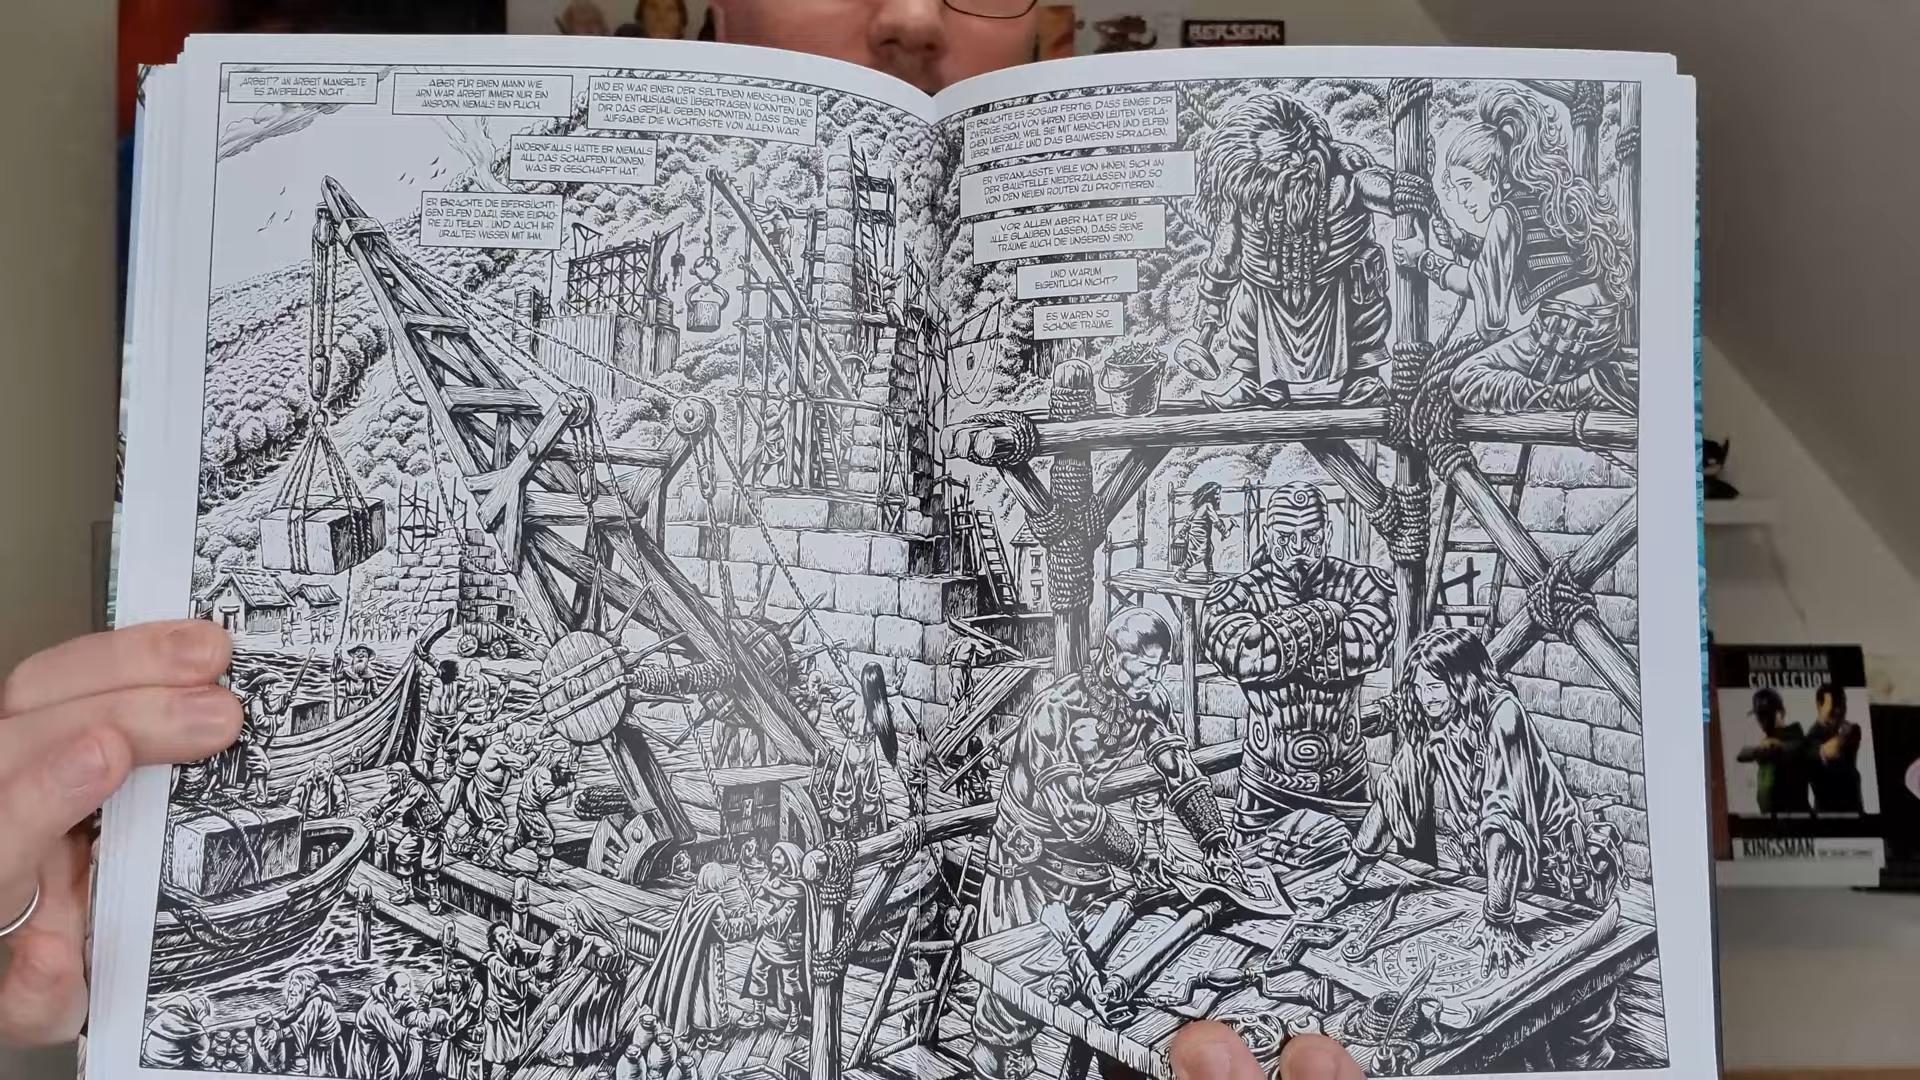 „ARBEIT“? AN ARBEIT MANGELTE
ES ZWEIFELLOS NICHT...
ABER FÜR EINEN MANN WIE
ARN WAR ARBEIT IMMER NUR EIN
ANSPORN, NIEMALS EIN FLUCH.
UND ER WAR EINER DER SELTENEN MENSCHEN, DIE
DIESEN ENTHUSIASMUS ÜBERTRAGEN KONNTEN UND
DIR DAS GEFÜHL GEBEN KONNTEN, DASS DEINE
AUFGABE DIE WICHTIGSTE VON ALLEN WAR.
ANDERNFALLS HÄTTE ER NIEMALS
ALL DAS SCHAFFEN KÖNNEN,
WAS ER GESCHAFFT HAT.
ER BRACHTE DIE EIFERSÜCHTI-
GEN ELFEN DAZU, SEINE EUPHO-
RIE ZU TEILEN... UND AUCH IHR
URALTES WISSEN MIT IHM.
ER BRACHTE ES SOGAR FERTIG, DASS EINIGE DER
ZWERGE SICH VON IHREN EIGENEN LEUTEN VERLA-
CHEN LIESSEN, WEIL SIE MIT MENSCHEN UND ELFEN
ÜBER METALLE UND DAS BAUWESEN SPRACHEN.
ER VERANLASSTE VIELE VON IHNEN, SICH AN
DER BAUSTELLE NIEDERZULASSEN UND SO
VON DEN NEUEN ROUTEN ZU PROFITIEREN...
... VOR ALLEM ABER HAT ER UNS
ALLE GLAUBEN LASSEN, DASS SEINE
TRÄUME AUCH DIE UNSEREN SIND.
UND WARUM
EIGENTLICH NICHT?
ES WAREN SO
SCHÖNE TRÄUME.
BERSERK
MARK MILLAR
COLLECTION
KINGSMAN